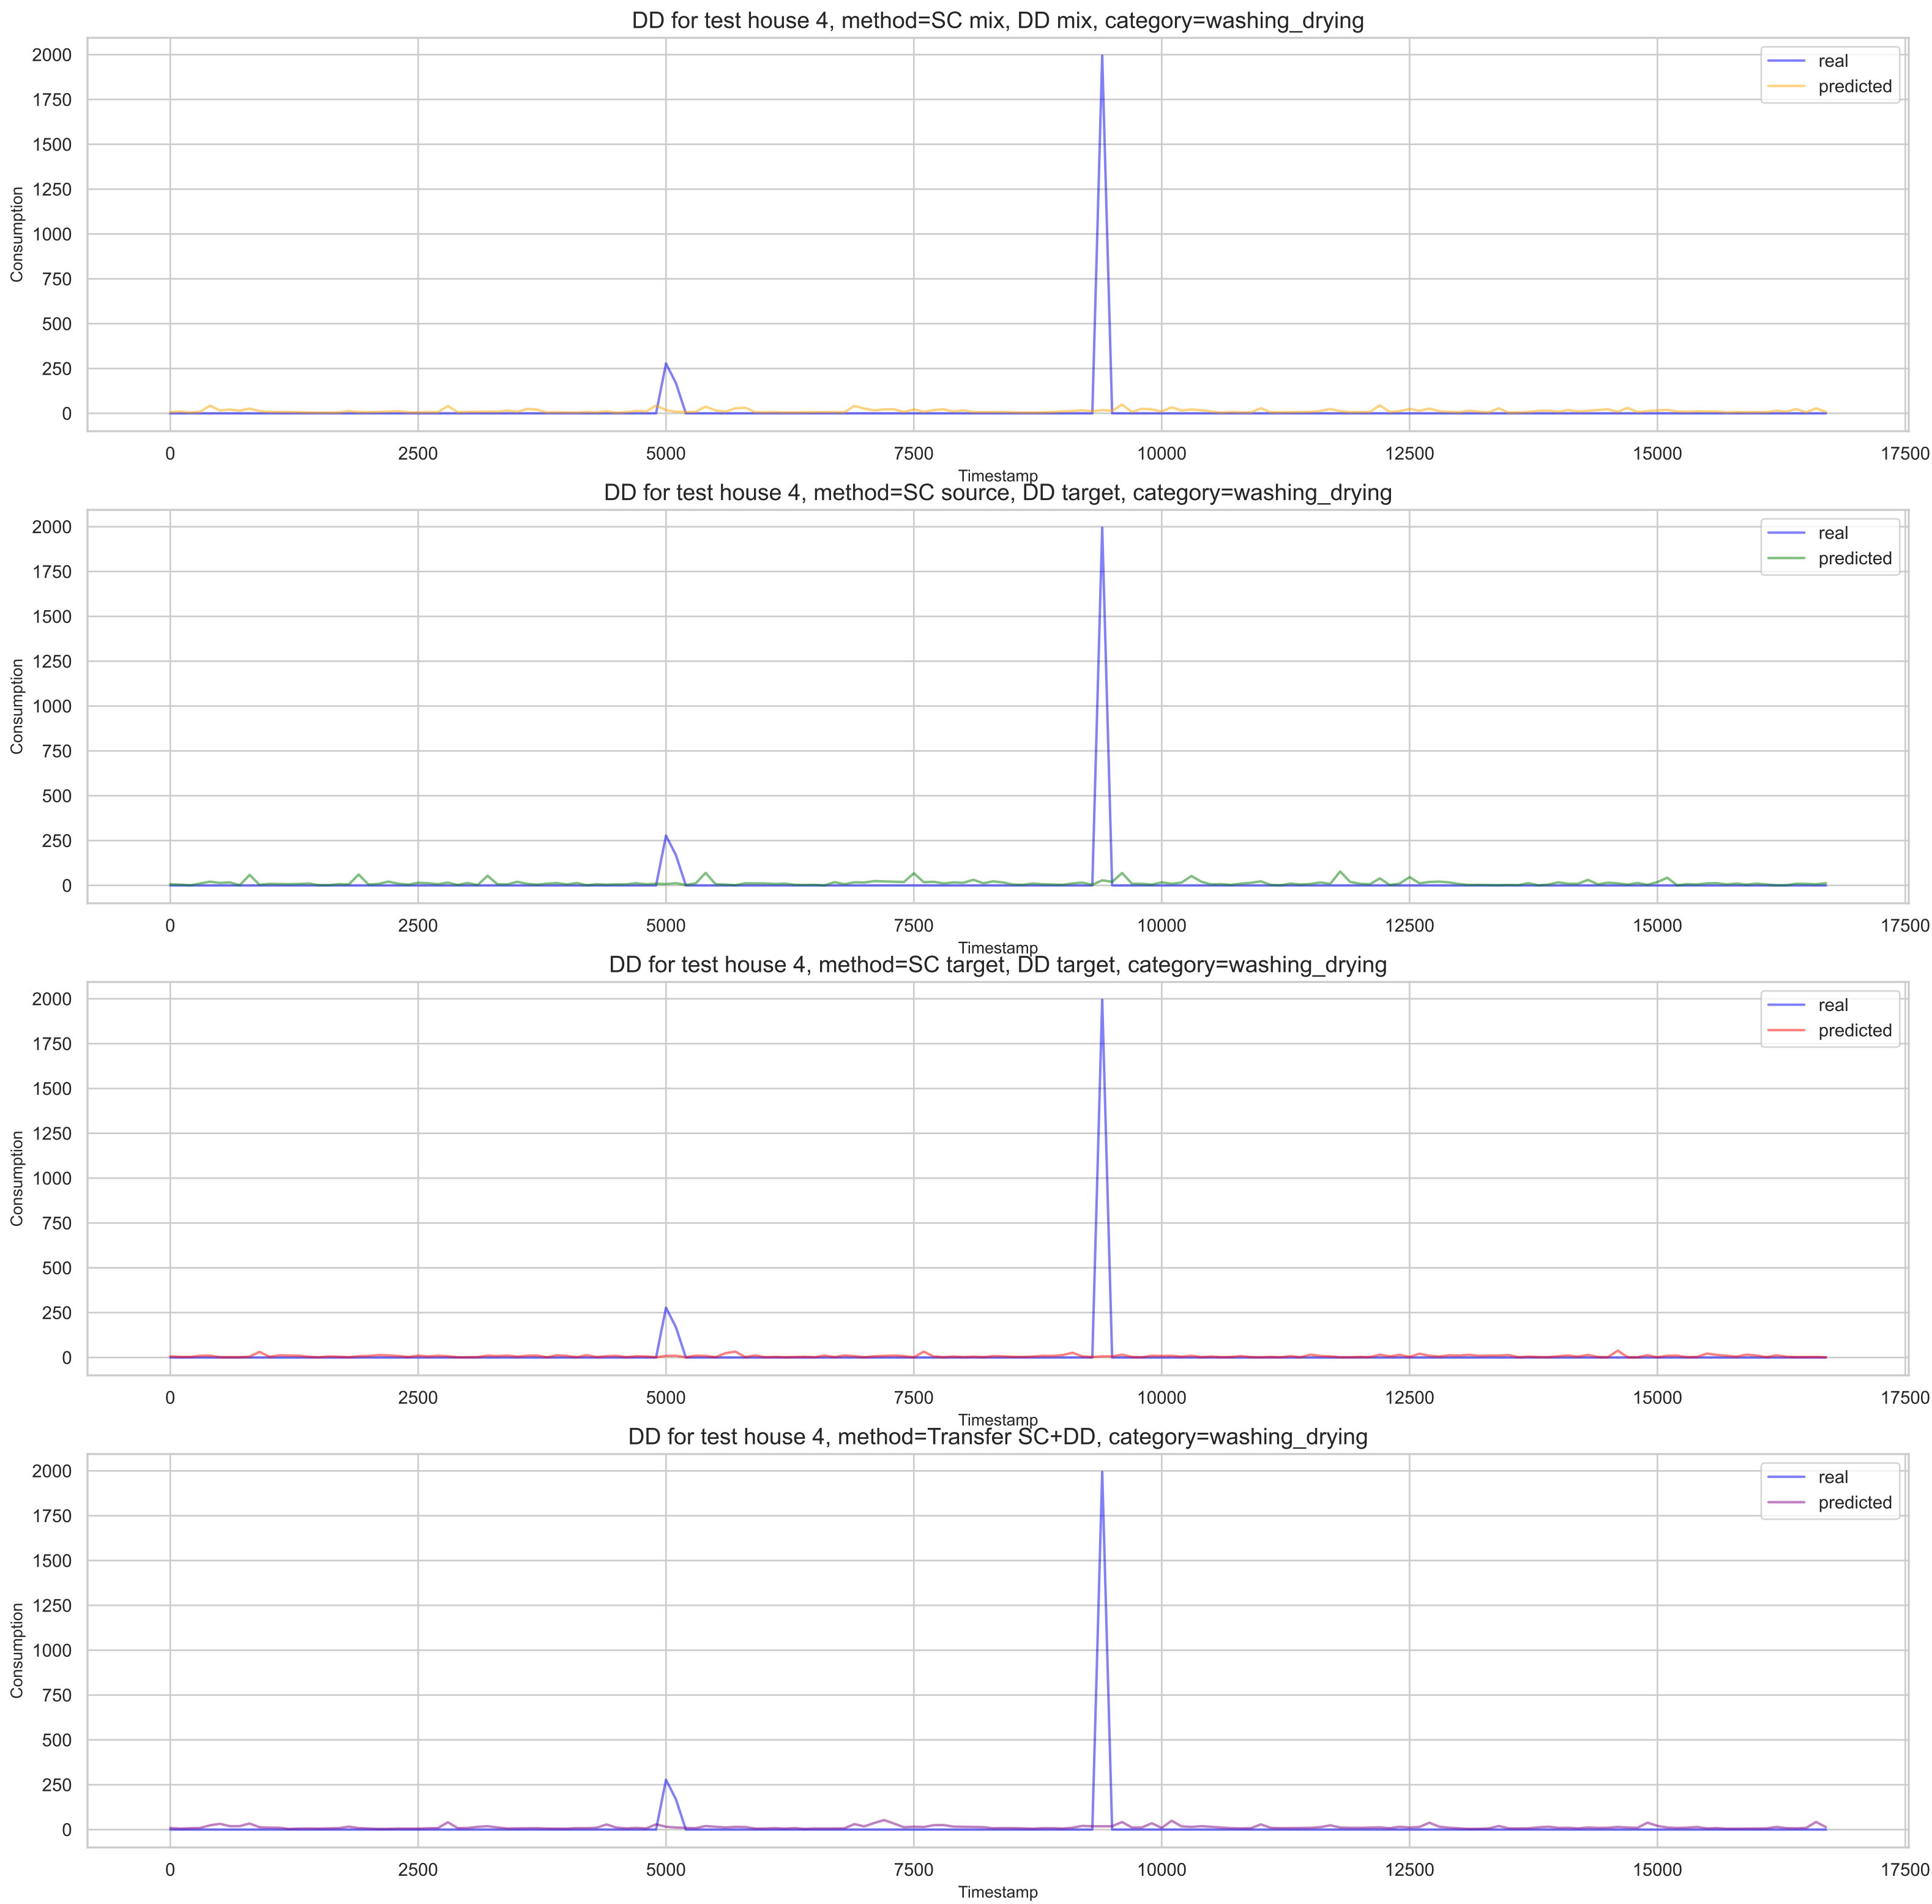 DD for test house 4, method=SC mix, DD mix, category=washing_drying
2000
1750
1500
1250
1000
750
500
250
0
Consumption
real
predicted
0 2500 5000 7500 10000 12500 15000 17500
Timestamp
DD for test house 4, method=SC source, DD target, category=washing_drying
2000
1750
1500
1250
1000
750
500
250
0
Consumption
real
predicted
0 2500 5000 7500 10000 12500 15000 17500
Timestamp
DD for test house 4, method=SC target, DD target, category=washing_drying
2000
1750
1500
1250
1000
750
500
250
0
Consumption
real
predicted
0 2500 5000 7500 10000 12500 15000 17500
Timestamp
DD for test house 4, method=Transfer SC+DD, category=washing_drying
2000
1750
1500
1250
1000
750
500
250
0
Consumption
real
predicted
0 2500 5000 7500 10000 12500 15000 17500
Timestamp